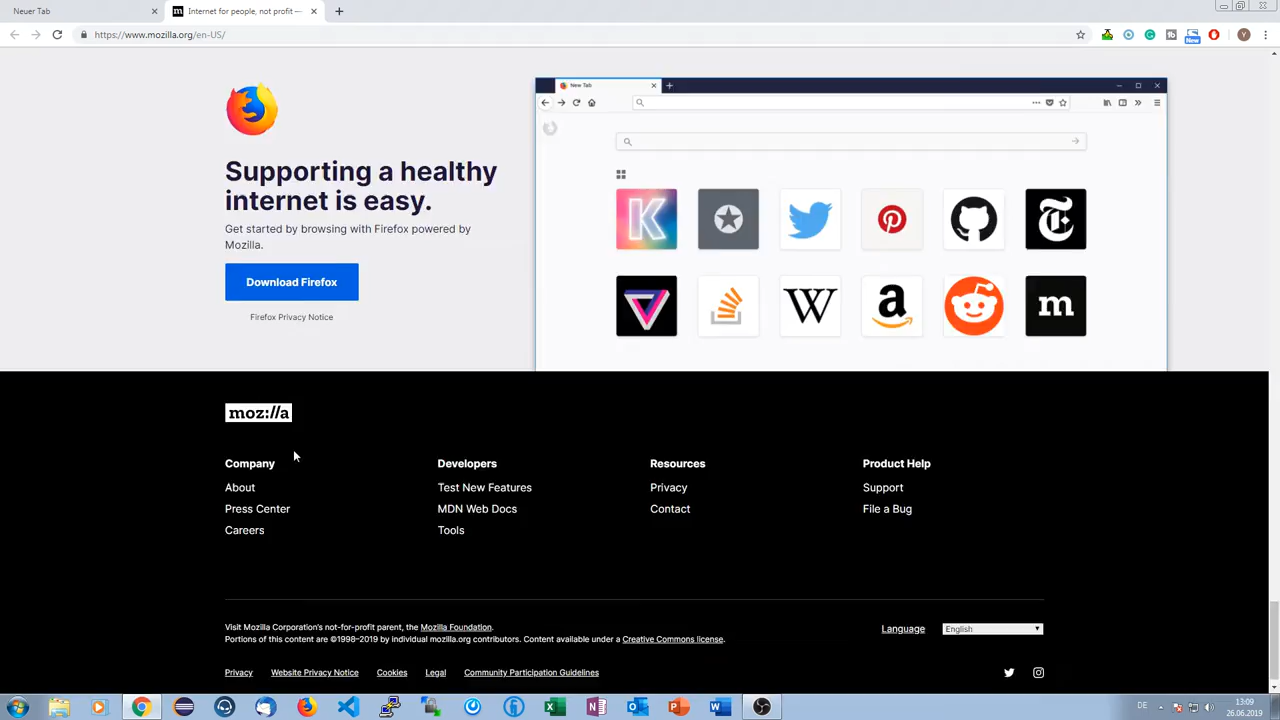 Neuer Tab
Internet for people, not profit —
https://www.mozilla.org/en-US/
New
Y
New Tab
Supporting a healthy
internet is easy.
Get started by browsing with Firefox powered by
Mozilla.
Download Firefox
Firefox Privacy Notice
K
T
W
a
m
moz://a
Company
About
Press Center
Careers
Developers
Test New Features
MDN Web Docs
Tools
Resources
Privacy
Contact
Product Help
Support
File a Bug
Visit Mozilla Corporation's not-for-profit parent, the Mozilla Foundation.
Portions of this content are ©1998–2019 by individual mozilla.org contributors. Content available under a Creative Commons license.
Language
English
Privacy
Website Privacy Notice
Cookies
Legal
Community Participation Guidelines
DE
13:09
26.06.2019